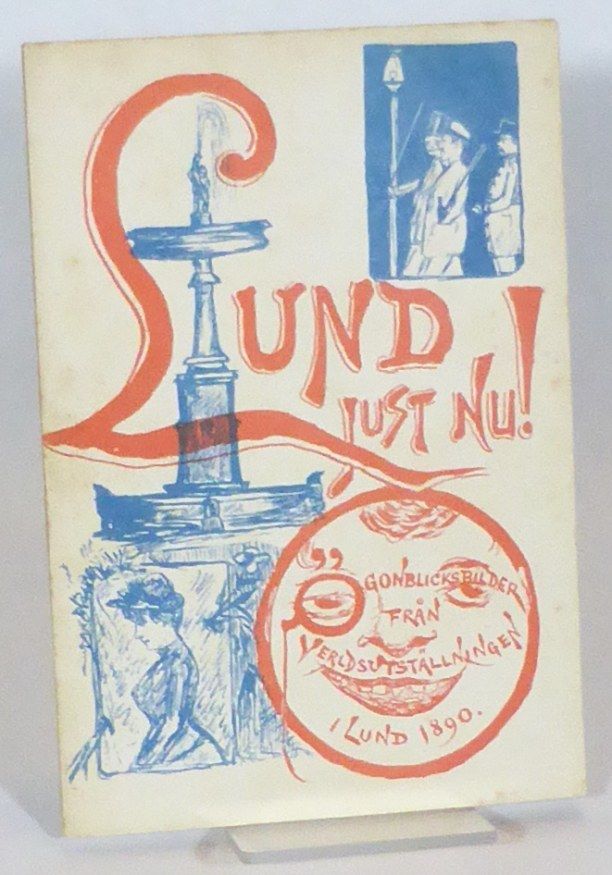 LUND
JUST NU!
ÖGONBLICKSBILDER
FRÅN
VERLDSUTSTÄLLNINGEN
I LUND 1890.